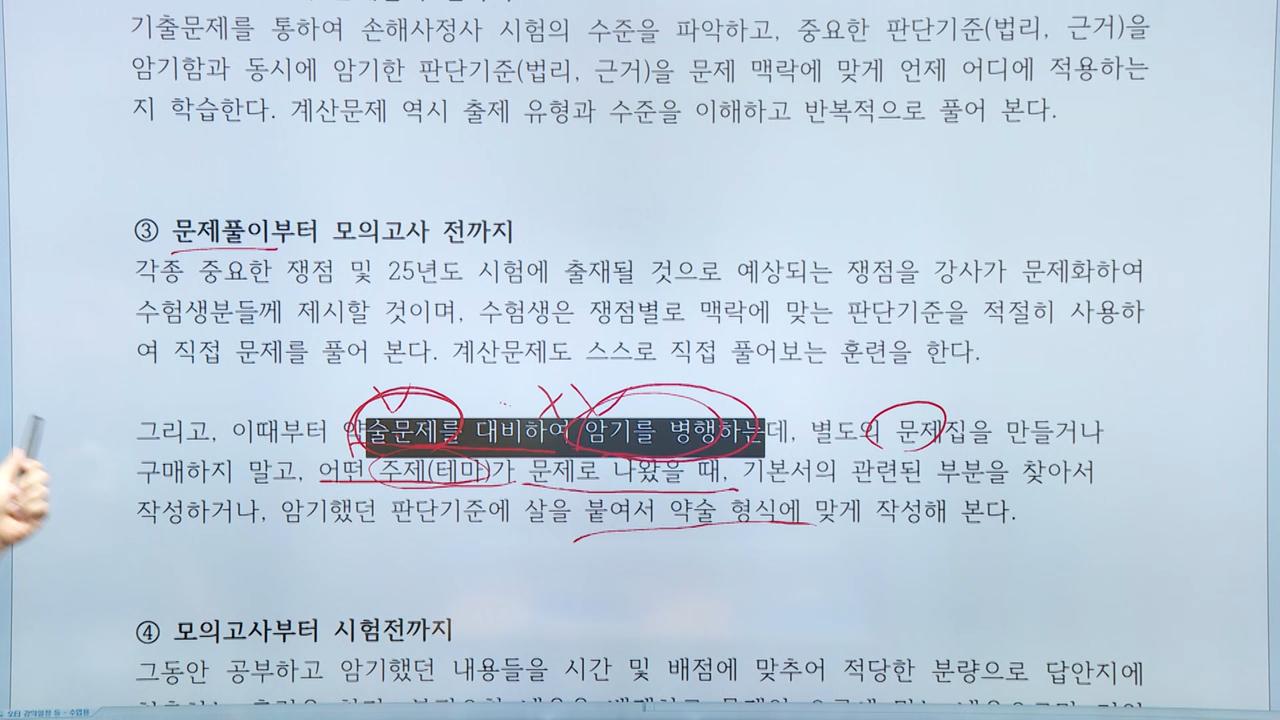 기출문제를 통하여 손해사정사 시험의 수준을 파악하고, 중요한 판단기준(법리, 근거)을
암기함과 동시에 암기한 판단기준(법리, 근거)을 문제 맥락에 맞게 언제 어디에 적용하는
지 학습한다. 계산문제 역시 출제 유형과 수준을 이해하고 반복적으로 풀어 본다.
③ 문제풀이부터 모의고사 전까지
각종 중요한 쟁점 및 25년도 시험에 출재될 것으로 예상되는 쟁점을 강사가 문제화하여
수험생분들께 제시할 것이며, 수험생은 쟁점별로 맥락에 맞는 판단기준을 적절히 사용하
여 직접 문제를 풀어 본다. 계산문제도 스스로 직접 풀어보는 훈련을 한다.
그리고, 이때부터 약술문제를 대비하여 암기를 병행하는데, 별도의 문제집을 만들거나
구매하지 말고, 어떤 주제(테마)가 문제로 나왔을 때, 기본서의 관련된 부분을 찾아서
작성하거나, 암기했던 판단기준에 살을 붙여서 약술 형식에 맞게 작성해 본다.
④ 모의고사부터 시험전까지
그동안 공부하고 암기했던 내용들을 시간 및 배점에 맞추어 적당한 분량으로 답안지에